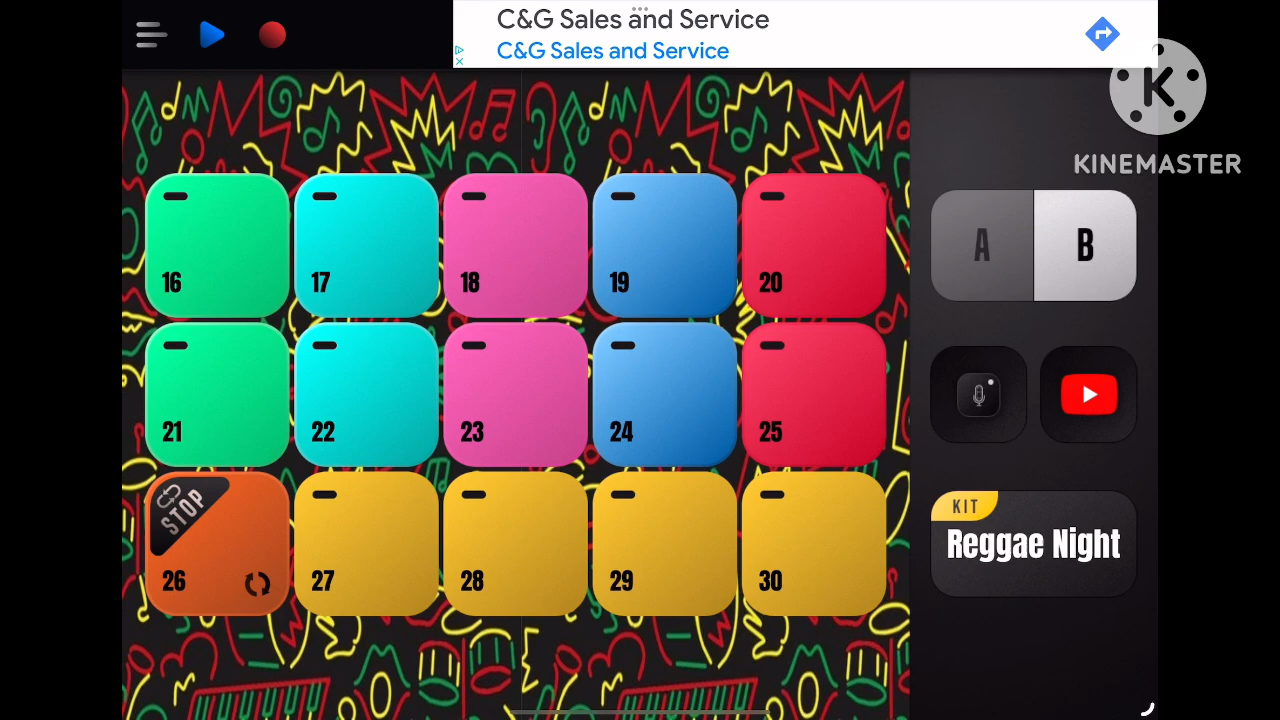 C&G Sales and Service
C&G Sales and Service
K
KINEMASTER
A B
16 17 18 19 20
21 22 23 24 25
STOP
26 27 28 29 30
KIT
Reggae Night